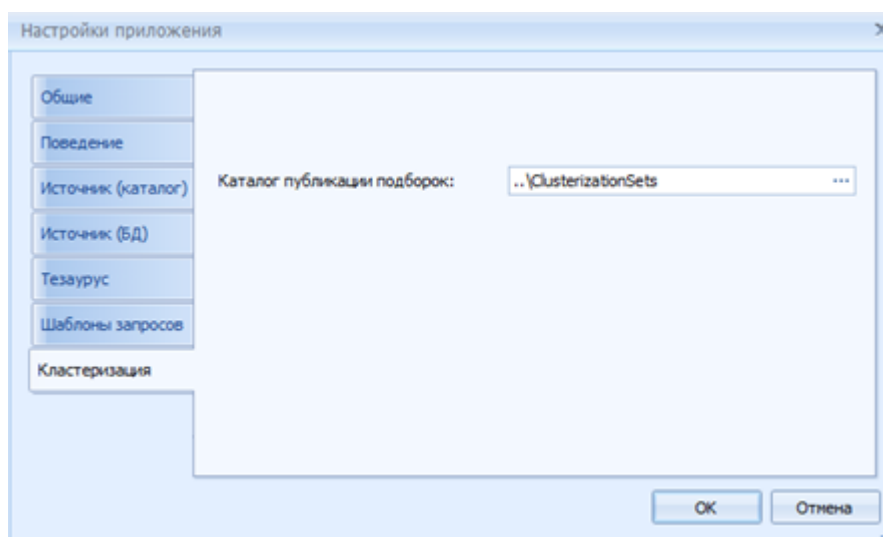 Настройки приложения
Общие
Поведение
Источник (каталог)
Источник (БД)
Тезаурус
Шаблоны запросов
Кластеризация
Каталог публикации подборок: ..\ClusterizationSets ...
OK Отмена